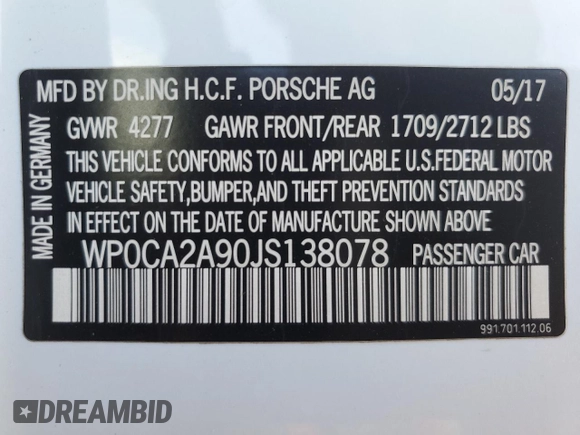 MFD BY DR.ING H.C.F. PORSCHE AG 05/17
GVWR 4277 GAWR FRONT/REAR 1709/2712 LBS
THIS VEHICLE CONFORMS TO ALL APPLICABLE U.S.FEDERAL MOTOR
VEHICLE SAFETY,BUMPER,AND THEFT PREVENTION STANDARDS
IN EFFECT ON THE DATE OF MANUFACTURE SHOWN ABOVE
WP0CA2A90JS138078 PASSENGER CAR
MADE IN GERMANY
991.701.112.06
DREAMBID